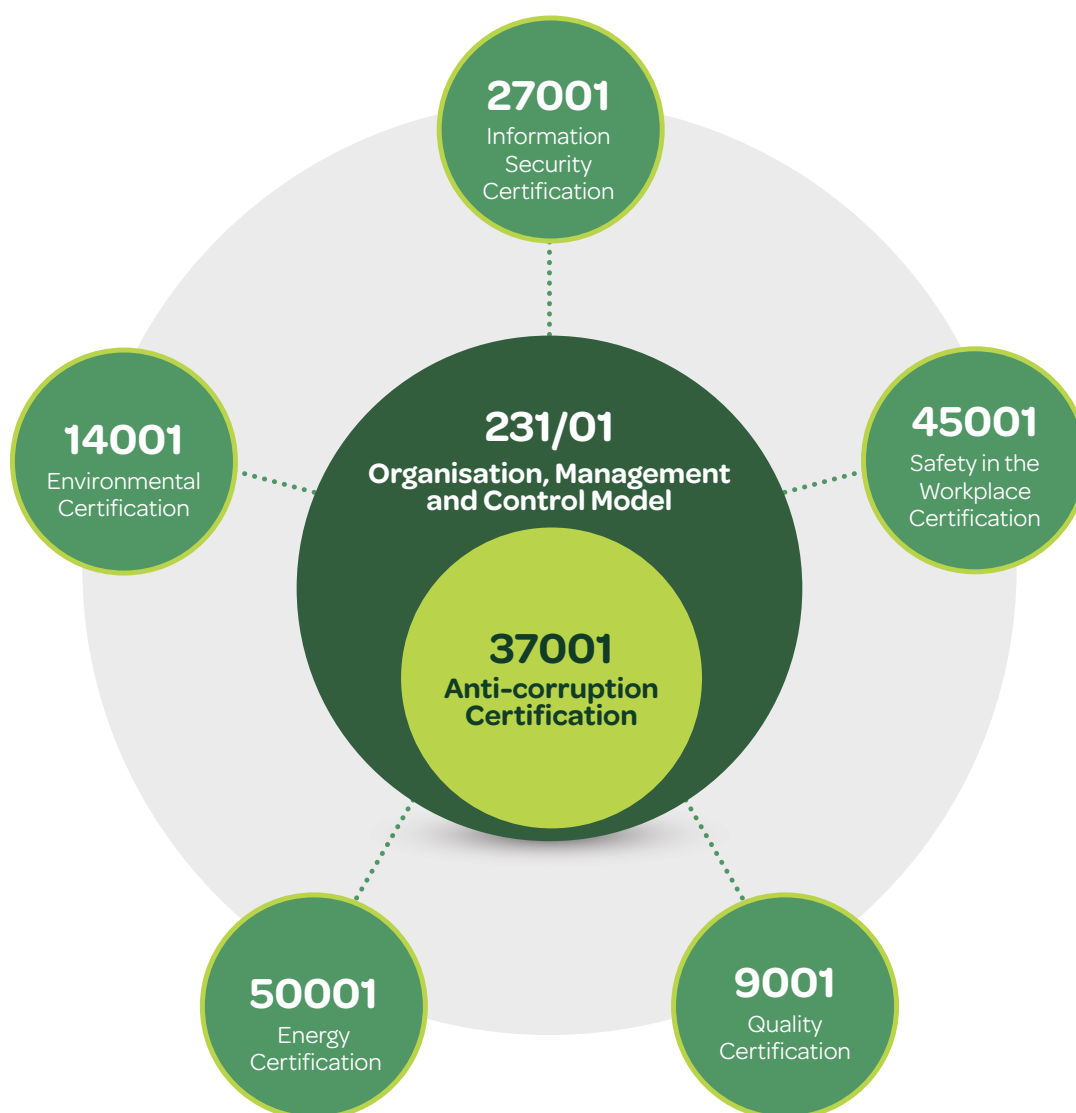 27001
Information
Security
Certification
14001
Environmental
Certification
231/01
Organisation, Management
and Control Model
45001
Safety in the
Workplace
Certification
37001
Anti-corruption
Certification
50001
Energy
Certification
9001
Quality
Certification